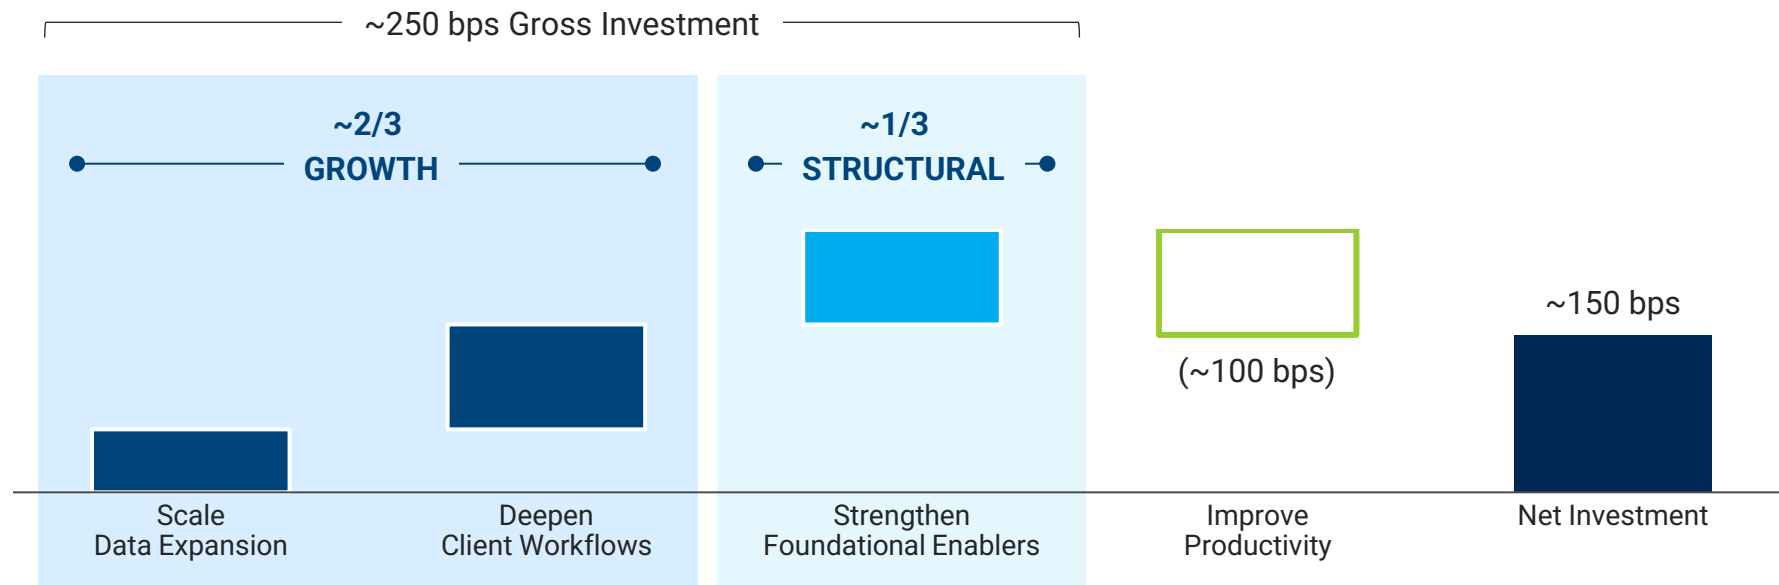 ~250 bps Gross Investment
~2/3
GROWTH
~1/3
STRUCTURAL
(~100 bps)
~150 bps
Scale
Data Expansion
Deepen
Client Workflows
Strengthen
Foundational Enablers
Improve
Productivity
Net Investment